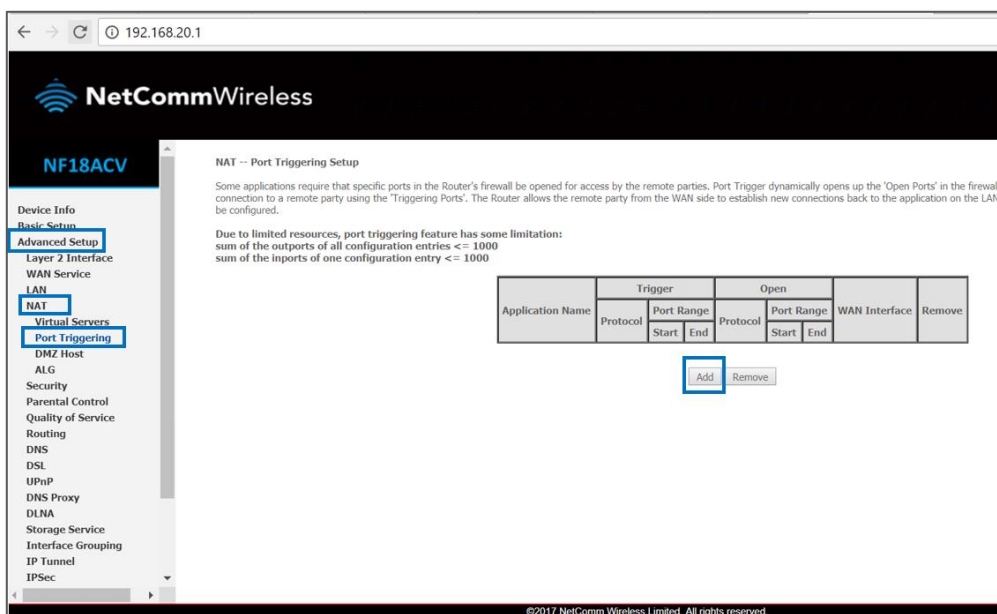 192.168.20.1
NetCommWireless
NF18ACV
Device Info
Basic Setup
Advanced Setup
Layer 2 Interface
WAN Service
LAN
NAT
Virtual Servers
Port Triggering
DMZ Host
ALG
Security
Parental Control
Quality of Service
Routing
DNS
DSL
UPnP
DNS Proxy
DLNA
Storage Service
Interface Grouping
IP Tunnel
IPSec
NAT -- Port Triggering Setup
Some applications require that specific ports in the Router's firewall be opened for access by the remote parties. Port Trigger dynamically opens up the 'Open Ports' in the firewal
connection to a remote party using the 'Triggering Ports'. The Router allows the remote party from the WAN side to establish new connections back to the application on the LAN
be configured.
Due to limited resources, port triggering feature has some limitation:
sum of the outports of all configuration entries <= 1000
sum of the inports of one configuration entry <= 1000
Trigger Open
Application Name Protocol Port Range Protocol Port Range WAN Interface Remove
Start End Start End
Add Remove
©2017 NetComm Wireless Limited. All rights reserved.